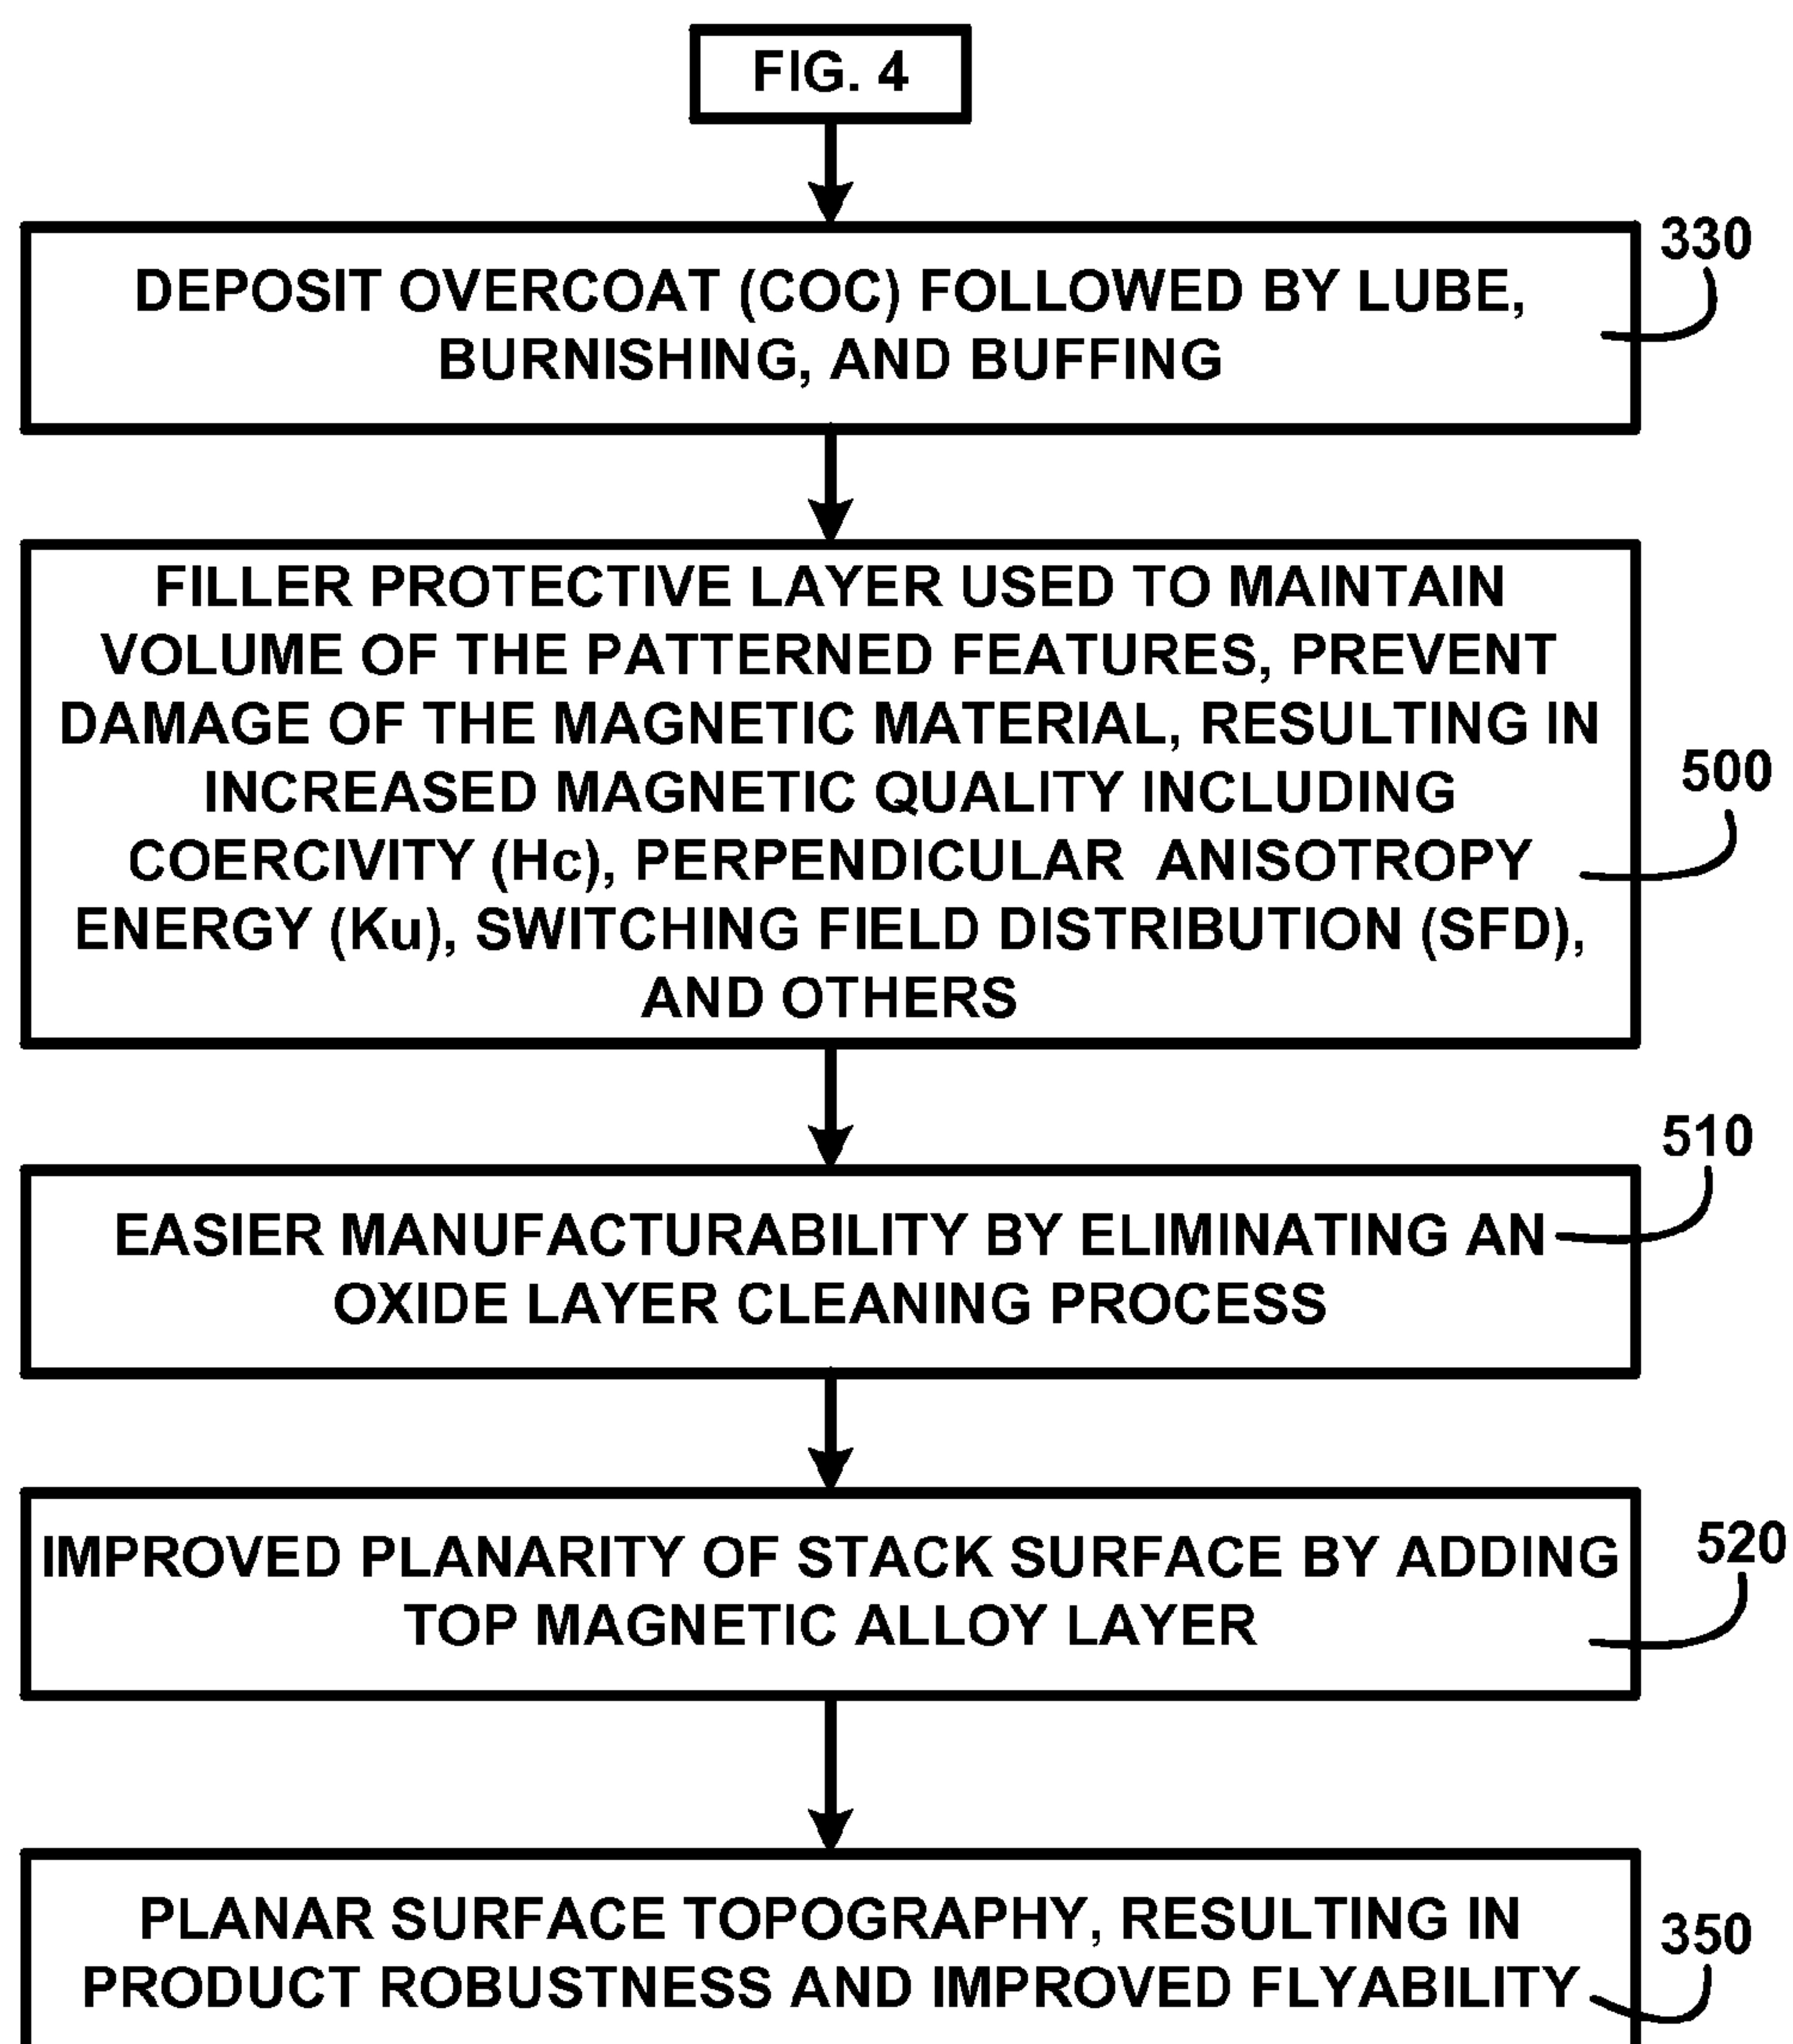 FIG. 4
330
DEPOSIT OVERCOAT (COC) FOLLOWED BY LUBE,
BURNISHING, AND BUFFING
FILLER PROTECTIVE LAYER USED TO MAINTAIN
VOLUME OF THE PATTERNED FEATURES, PREVENT
DAMAGE OF THE MAGNETIC MATERIAL, RESULTING IN
INCREASED MAGNETIC QUALITY INCLUDING
COERCIVITY (Hc), PERPENDICULAR ANISOTROPY
ENERGY (Ku), SWITCHING FIELD DISTRIBUTION (SFD),
AND OTHERS
500
510
EASIER MANUFACTURABILITY BY ELIMINATING AN
OXIDE LAYER CLEANING PROCESS
520
IMPROVED PLANARITY OF STACK SURFACE BY ADDING
TOP MAGNETIC ALLOY LAYER
350
PLANAR SURFACE TOPOGRAPHY, RESULTING IN
PRODUCT ROBUSTNESS AND IMPROVED FLYABILITY